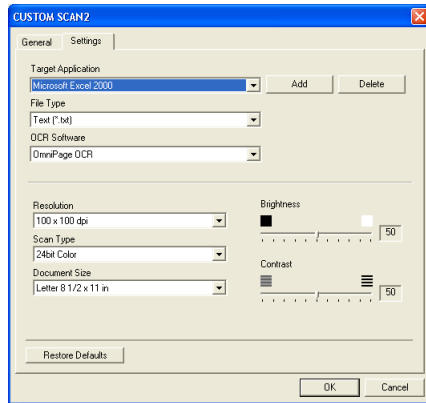 CUSTOM SCAN2
General Settings
Target Application
Microsoft Excel 2000 Add Delete
File Type
Text (*.txt)
OCR Software
OmniPage OCR
Resolution Brightness
100 x 100 dpi
50
Scan Type
24bit Color
Contrast
Document Size
Letter 8 1/2 x 11 in 50
Restore Defaults
OK Cancel